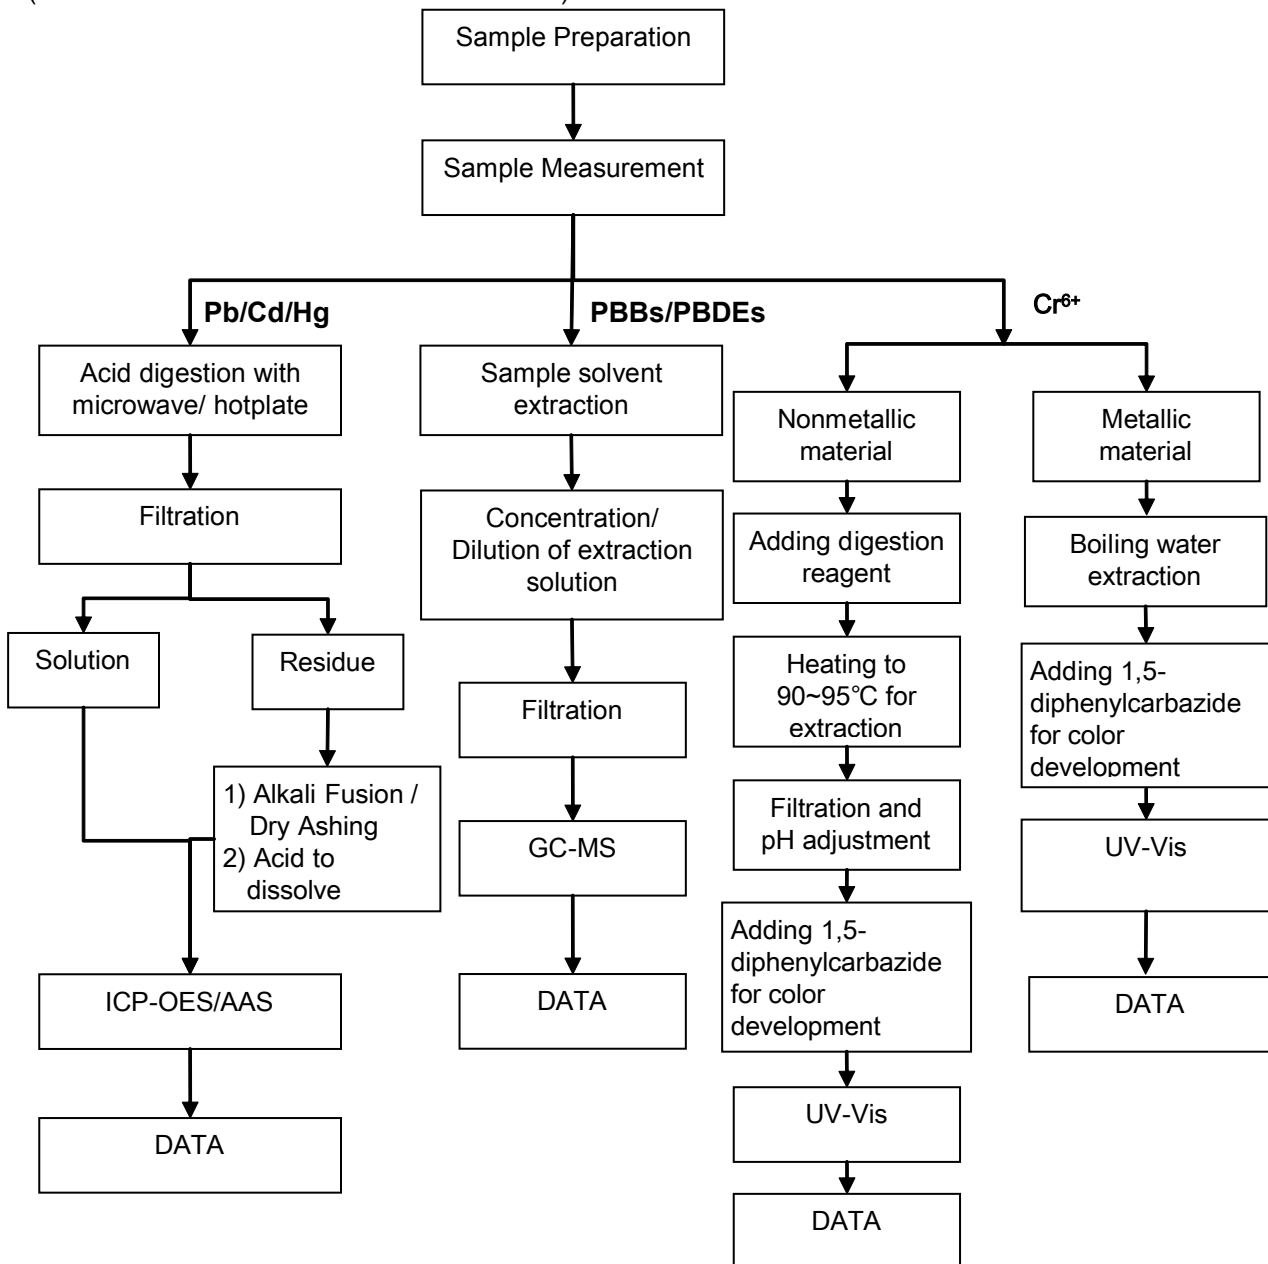 Sample Preparation
Sample Measurement
Pb/Cd/Hg
PBBs/PBDEs
Cr⁶⁺
Acid digestion with
microwave/ hotplate
Filtration
Solution
Residue
1) Alkali Fusion /
Dry Ashing
2) Acid to
dissolve
ICP-OES/AAS
DATA
Sample solvent
extraction
Concentration/
Dilution of extraction
solution
Filtration
GC-MS
DATA
Nonmetallic
material
Adding digestion
reagent
Heating to
90~95℃ for
extraction
Filtration and
pH adjustment
Adding 1,5-
diphenylcarbazide
for color
development
UV-Vis
DATA
Metallic
material
Boiling water
extraction
Adding 1,5-
diphenylcarbazide
for color
development
UV-Vis
DATA